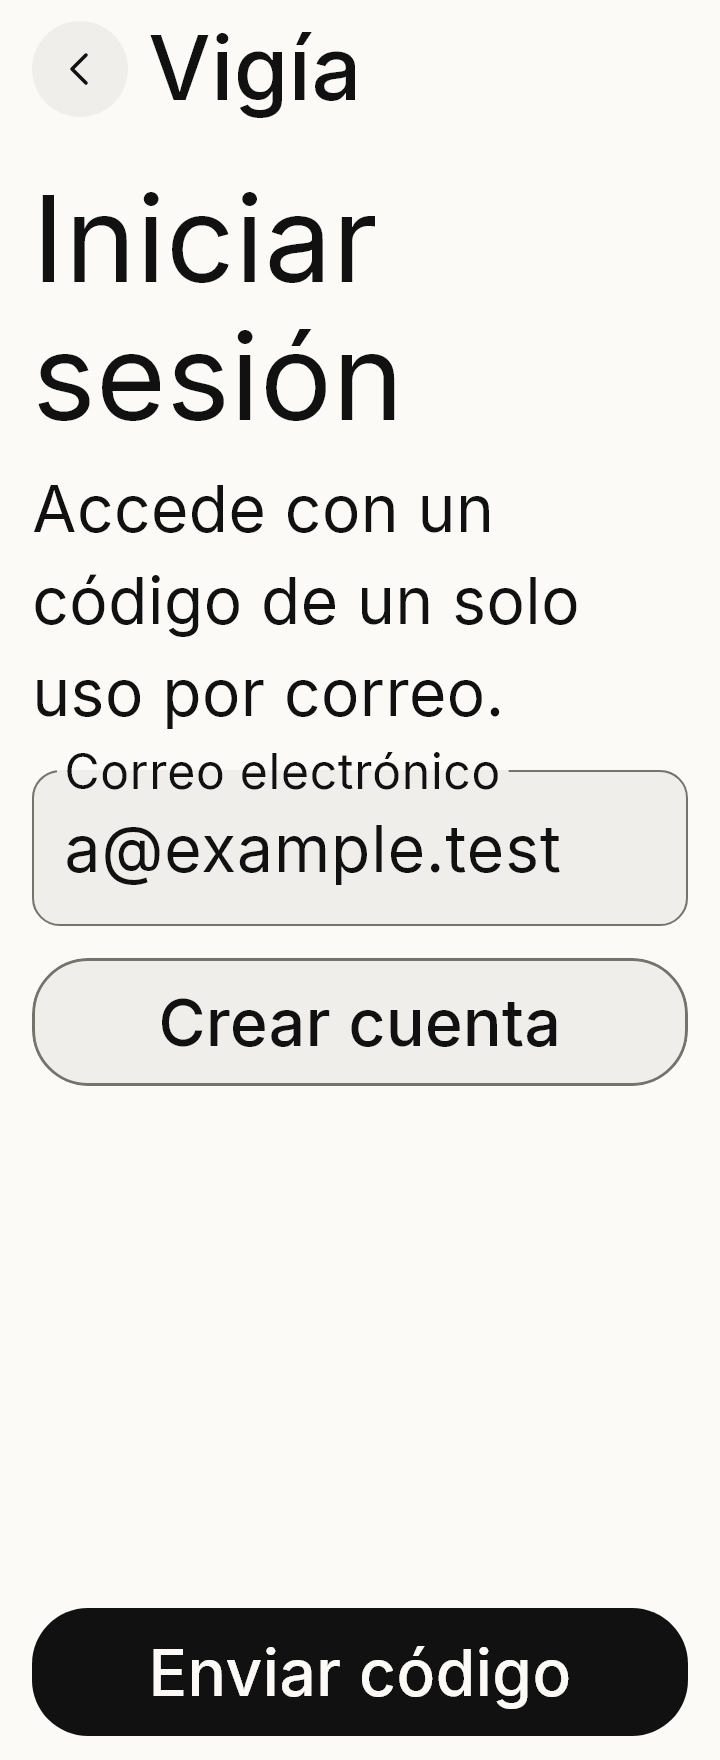 Vigía
Iniciar
sesión
Accede con un
código de un solo
uso por correo.
Correo electrónico
a@example.test
Crear cuenta
Enviar código